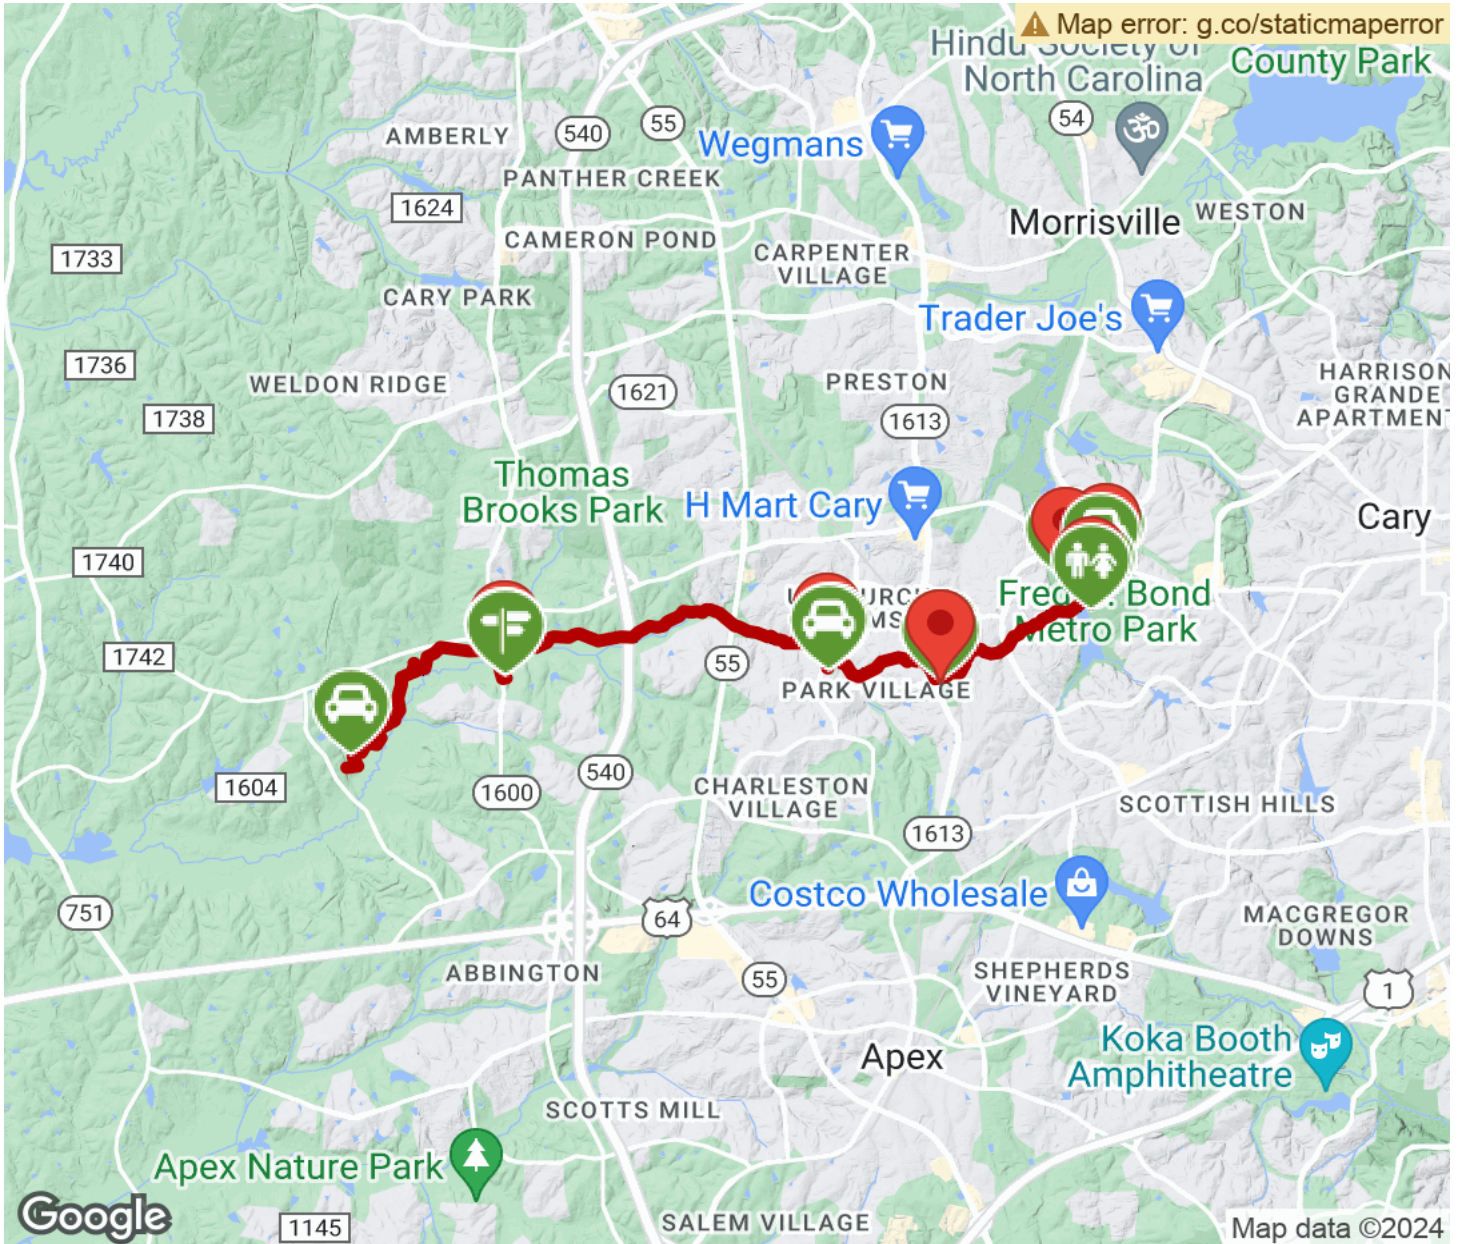 Map error: g.co/staticmaperror
Hindu Society of
North Carolina
County Park
54
AMBERLY
540
55
Wegmans
PANTHER CREEK
1624
Morrisville
WESTON
CAMERON POND
CARPENTER
VILLAGE
1733
CARY PARK
Trader Joe's
1736
WELDON RIDGE
1621
PRESTON
HARRISON
GRANDE
APARTMENT
1738
1613
Thomas
Brooks Park
H Mart Cary
Cary
1740
Bond
Metro Park
1742
55
PARK VILLAGE
1604
540
1600
CHARLESTON
VILLAGE
SCOTTISH HILLS
1613
Costco Wholesale
751
64
MACGREGOR
DOWNS
ABBINGTON
55
SHEPHERDS
VINEYARD
1
Koka Booth
Amphitheatre
Apex
SCOTTS MILL
Apex Nature Park
Google
1145
SALEM VILLAGE
Map data ©2024